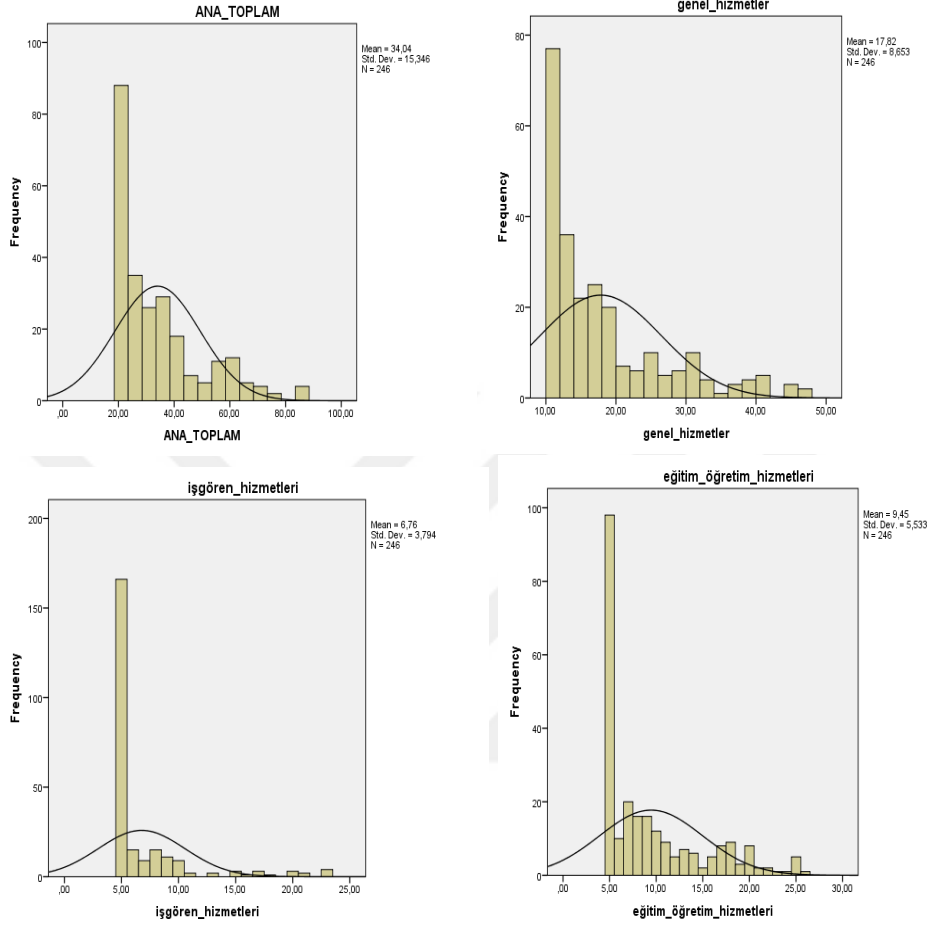 ANA_TOPLAM
Mean = 34,04
Std. Dev. = 15,346
N = 246
Frequency
100
80
60
40
20
0
,00
20,00
40,00
60,00
80,00
100,00
ANA_TOPLAM
genel_hizmetler
Mean = 17,82
Std. Dev. = 8,653
N = 246
Frequency
80
60
40
20
0
10,00
20,00
30,00
40,00
50,00
genel_hizmetler
işgören_hizmetleri
Mean = 6,76
Std. Dev. = 3,794
N = 246
Frequency
200
150
100
50
0
,00
5,00
10,00
15,00
20,00
25,00
işgören_hizmetleri
eğitim_öğretim_hizmetleri
Mean = 9,45
Std. Dev. = 5,533
N = 246
Frequency
100
80
60
40
20
0
,00
5,00
10,00
15,00
20,00
25,00
30,00
eğitim_öğretim_hizmetleri